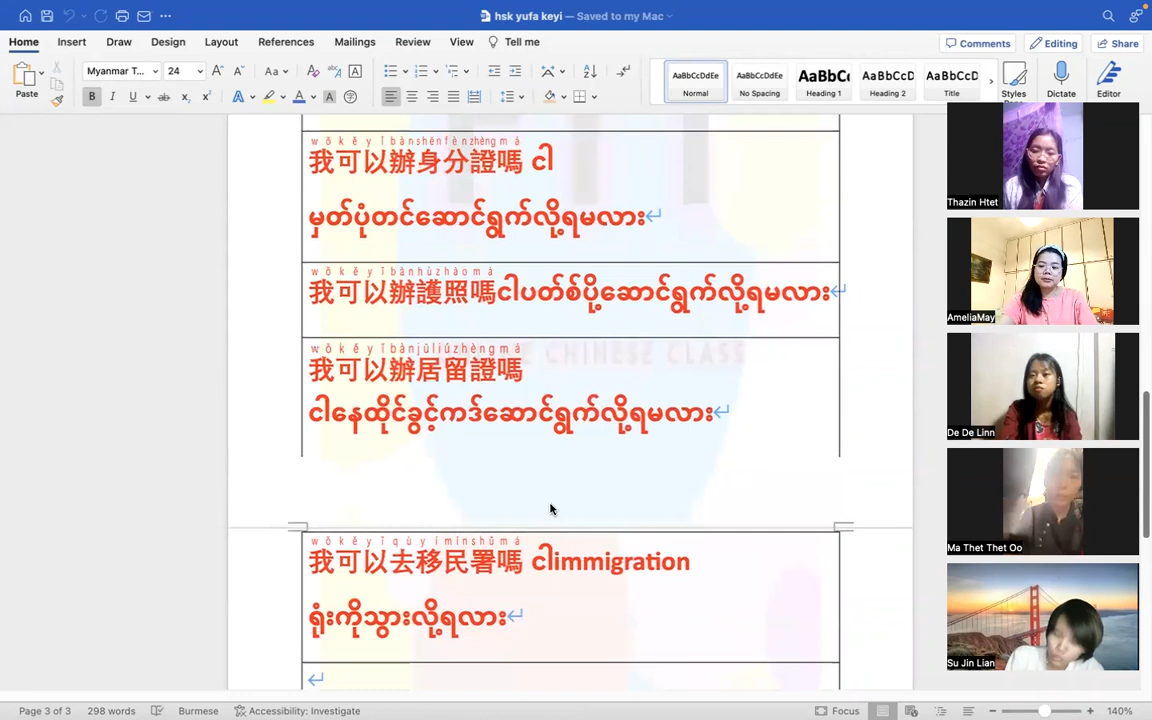 hsk yufa keyi — Saved to my Mac
Home Insert Draw Design Layout References Mailings Review View Tell me
Comments Editing Share
Paste
Myanmar T... 24
B I U
AaBbCcDdEe Normal
AaBbCcDdEe No Spacing
AaBbC Heading 1
AaBbCcD Heading 2
AaBbCcD Title
Styles
Dictate
Editor
wǒ kě yǐ bàn shēn fèn zhèng má
我可以辦身分證嗎 ငါ
မှတ်ပုံတင်ဆောင်ရွက်လို့ရမလား
wǒ kě yǐ bàn hù zhào má
我可以辦護照嗎ငါပတ်စ်ပို့ဆောင်ရွက်လို့ရမလား
wǒ kě yǐ bàn jū liú zhèng má
我可以辦居留證嗎
ငါနေထိုင်ခွင့်ကဒ်ဆောင်ရွက်လို့ရမလား
CHINESE CLASS
wǒ kě yǐ qù yí mín shǔ má
我可以去移民署嗎 ငါimmigration
ရုံးကိုသွားလို့ရလား
Thazin Htet
AmeliaMay
De De Linn
Ma Thet Thet Oo
Su Jin Lian
Page 3 of 3 298 words Burmese Accessibility: Investigate Focus 140%